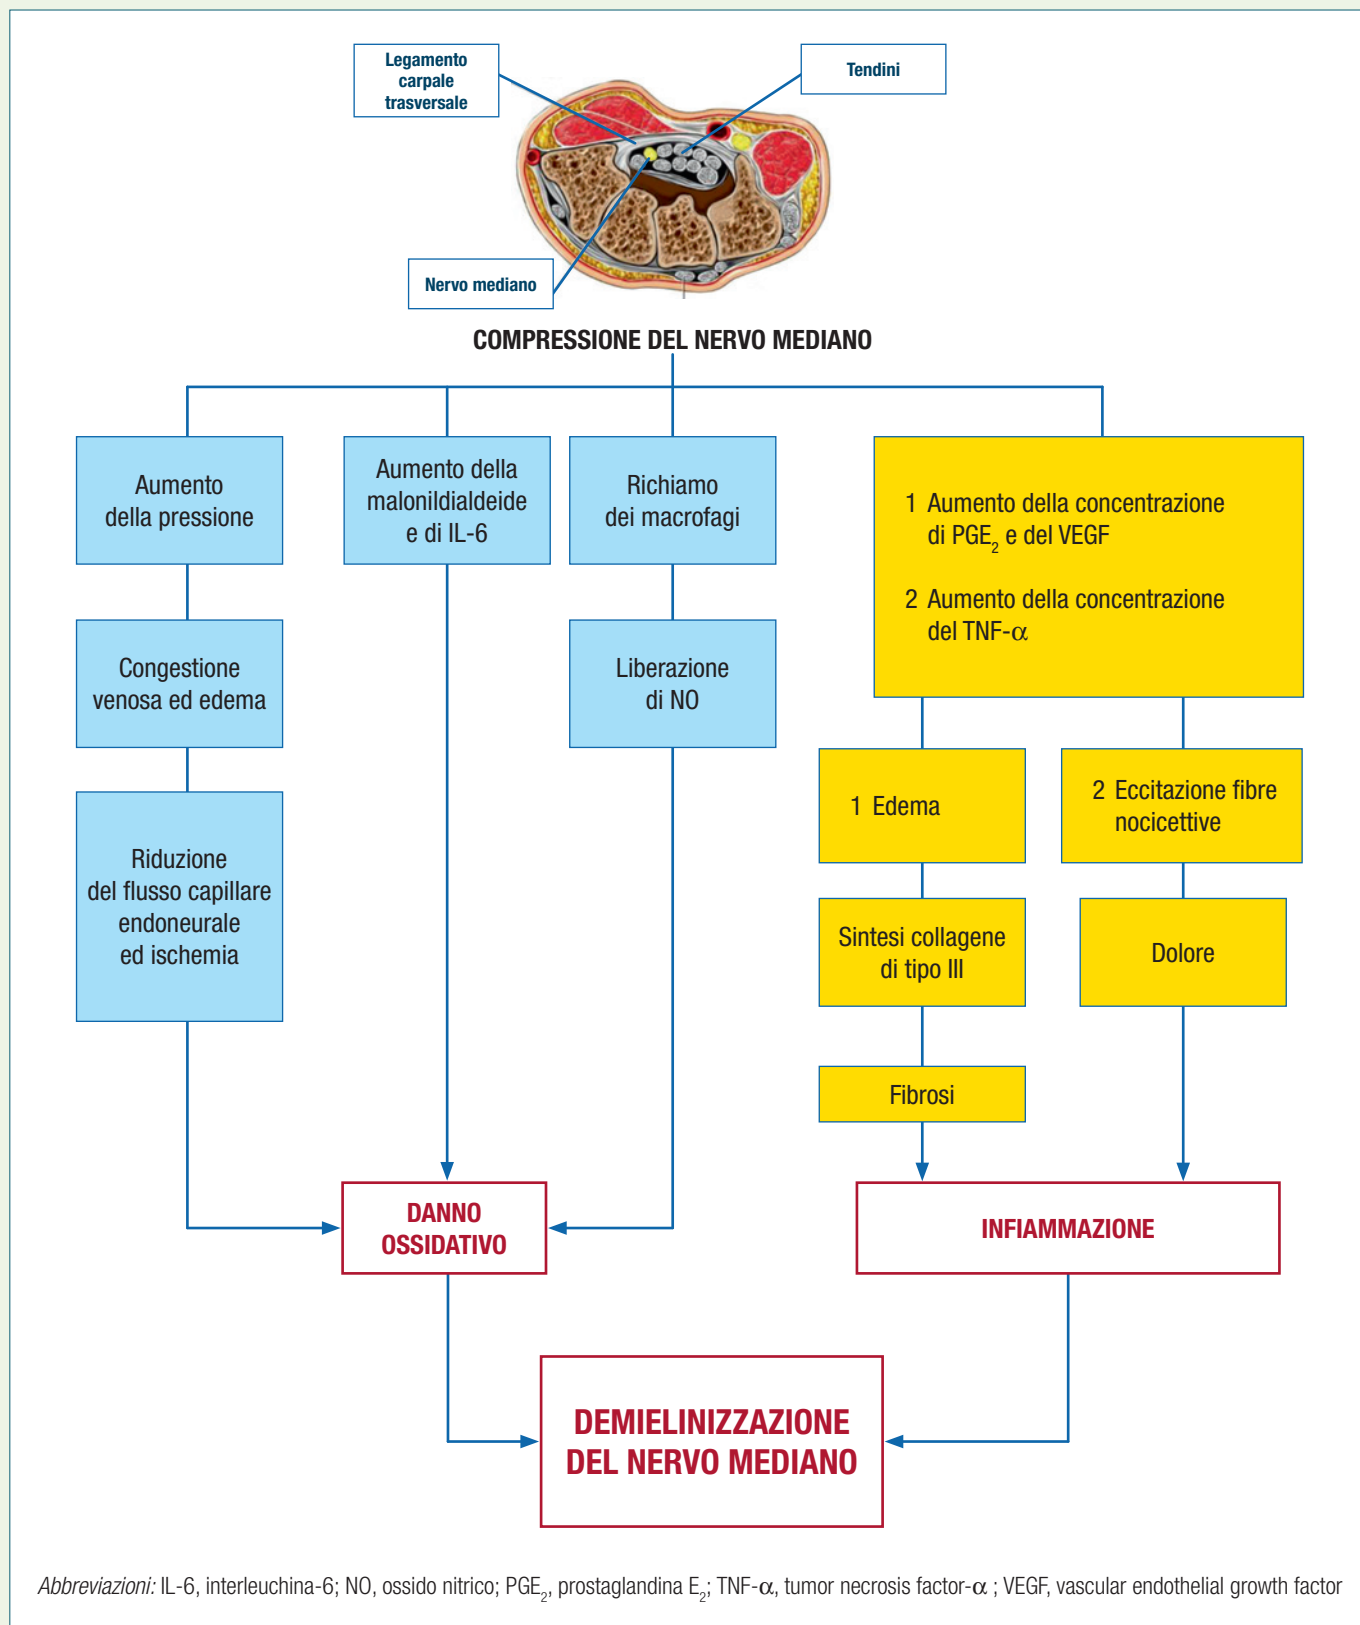 Legamento
carpale
trasversale
Tendini
Nervo mediano
COMPRESSIONE DEL NERVO MEDIANO
Aumento
della pressione
Aumento della
malonildialdeide
e di IL-6
Richiamo
dei macrofagi
1 Aumento della concentrazione
di PGE₂ e del VEGF
2 Aumento della concentrazione
del TNF-α
Congestione
venosa ed edema
Liberazione
di NO
1 Edema
2 Eccitazione fibre
nocicettive
Riduzione
del flusso capillare
endoneurale
ed ischemia
Sintesi collagene
di tipo III
Dolore
Fibrosi
DANNO
OSSIDATIVO
INFIAMMAZIONE
DEMIELINIZZAZIONE
DEL NERVO MEDIANO
Abbreviazioni: IL-6, interleuchina-6; NO, ossido nitrico; PGE₂, prostaglandina E₂; TNF-α, tumor necrosis factor-α ; VEGF, vascular endothelial growth factor